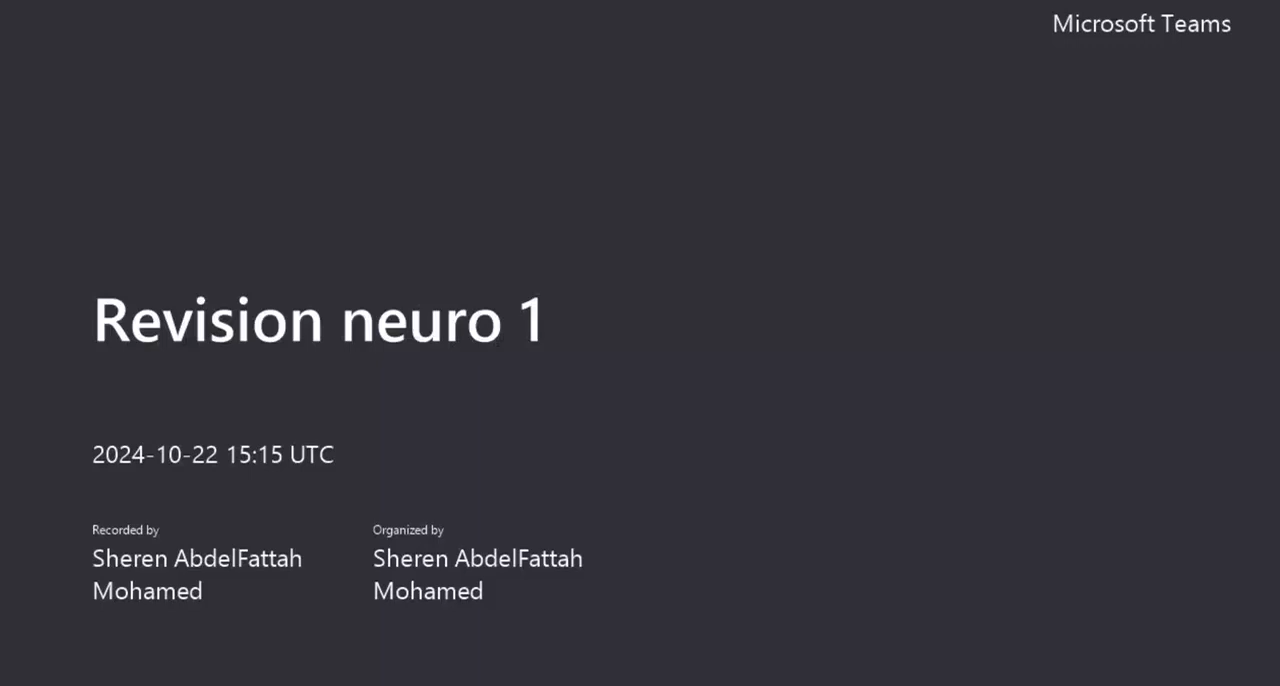 Microsoft Teams
Revision neuro 1
2024-10-22 15:15 UTC
Recorded by
Sheren AbdelFattah
Mohamed
Organized by
Sheren AbdelFattah
Mohamed